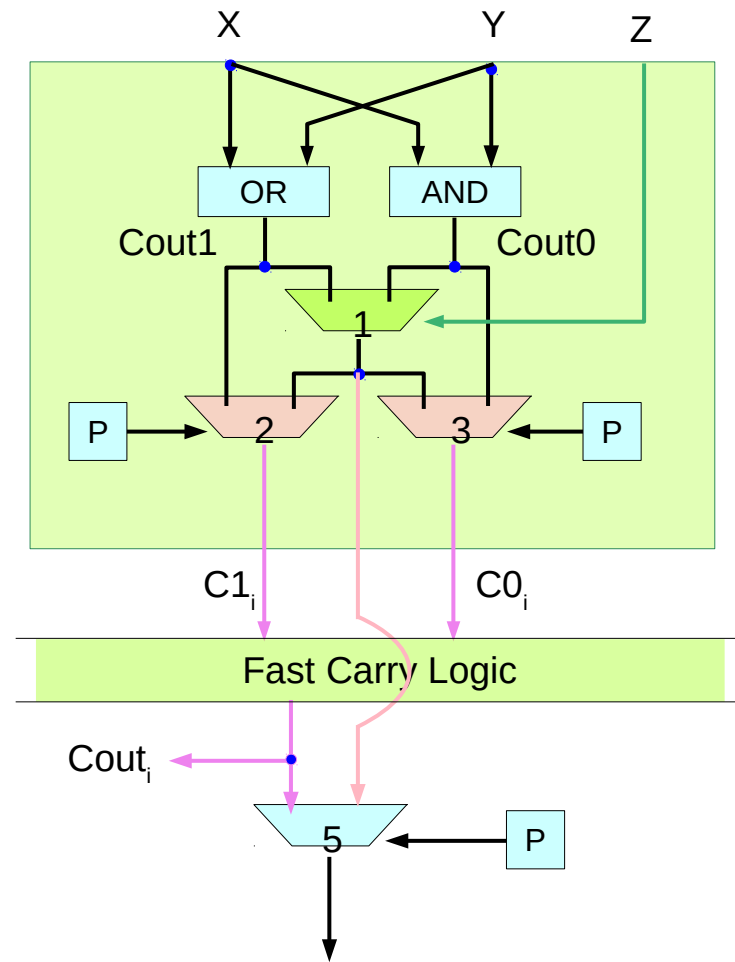 X Y Z
OR AND
Cout1 Cout0
1
P 2 3 P
C1i C0i
Fast Carry Logic
Couti
5 P